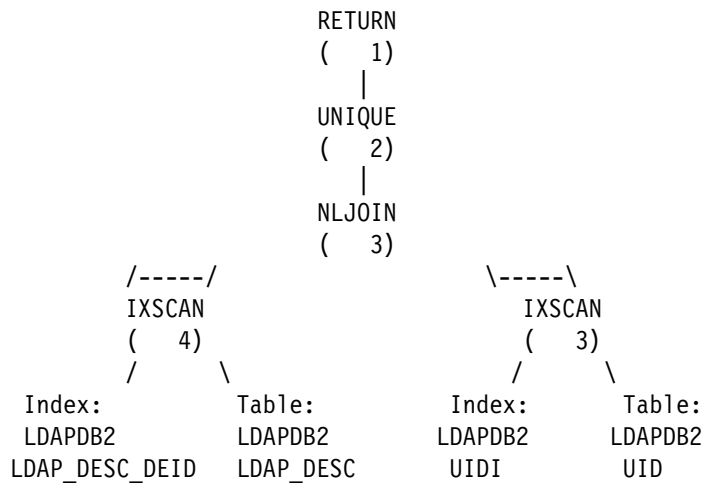 RETURN
( 1)
|
UNIQUE
( 2)
|
NLJOIN
( 3)
/-----/ \-----\
IXSCAN IXSCAN
( 4) ( 3)
/ \ / \
Index: Table: Index: Table:
LDAPDB2 LDAPDB2 LDAPDB2 LDAPDB2
LDAP_DESC_DEID LDAP_DESC UIDI UID